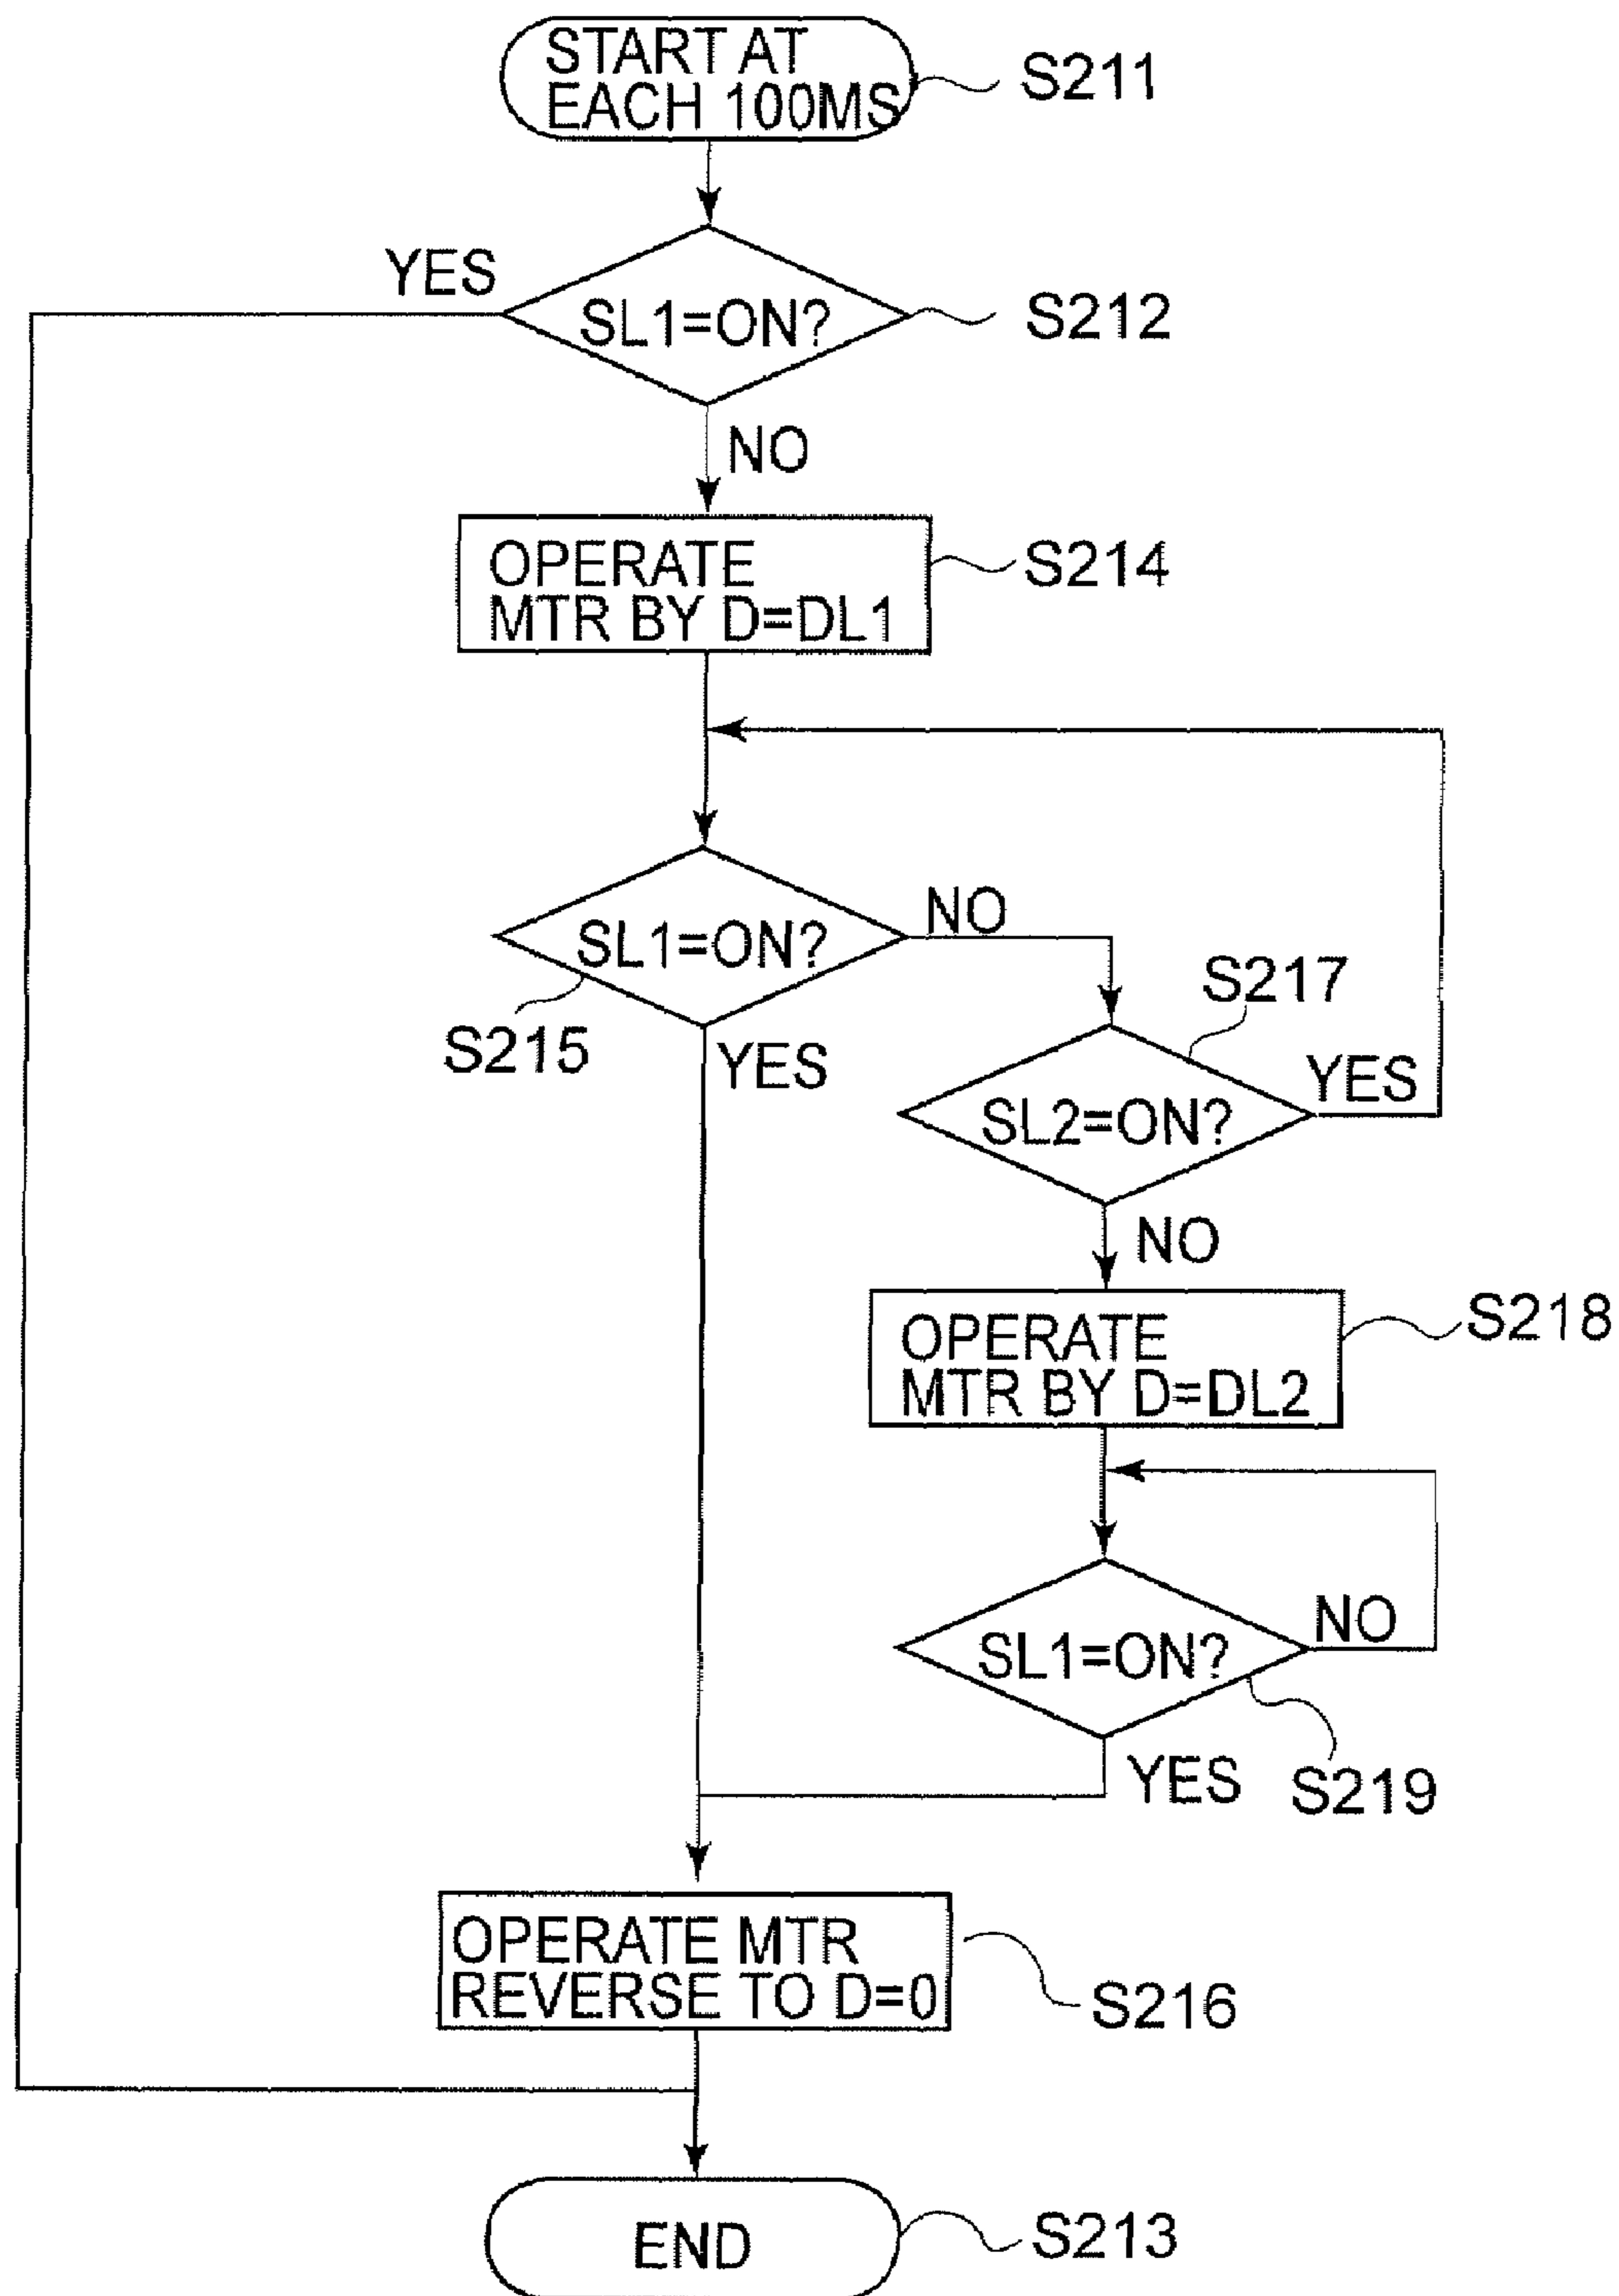 START AT
EACH 100MS
S211
YES
SL1=ON?
S212
NO
OPERATE
MTR BY D=DL1
S214
SL1=ON?
NO
S215
YES
S217
SL2=ON?
YES
NO
OPERATE
MTR BY D=DL2
S218
SL1=ON?
NO
YES
S219
OPERATE MTR
REVERSE TO D=0
S216
END
S213